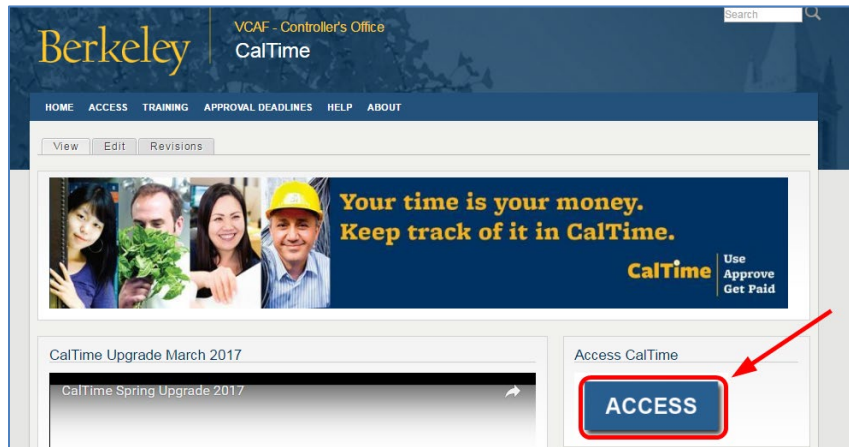 Search
Berkeley
VCAF - Controller's Office
CalTime
HOME ACCESS TRAINING APPROVAL DEADLINES HELP ABOUT
View Edit Revisions
Your time is your money.
Keep track of it in CalTime.
CalTime
Use
Approve
Get Paid
CalTime Upgrade March 2017
CalTime Spring Upgrade 2017
Access CalTime
ACCESS